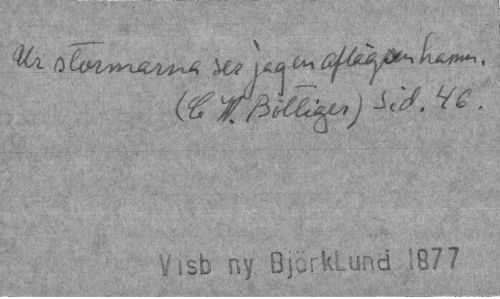 Ur stormarna ser jag en aflägsen hamn.
(C W. Böttiger) Sid. 46.
Visb ny BjörkLund 1877